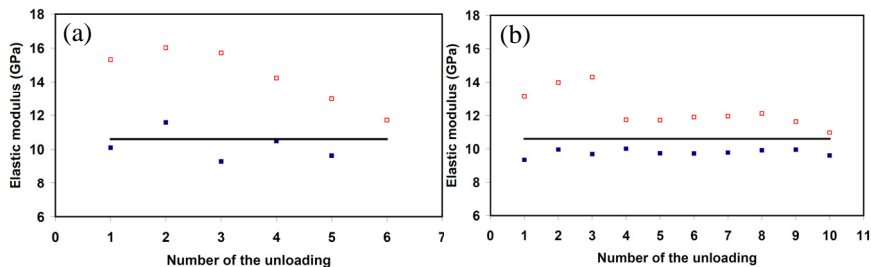 (a)
Elastic modulus (GPa)
18
16
14
12
10
8
6
0 1 2 3 4 5 6 7
Number of the unloading
(b)
Elastic modulus (GPa)
18
16
14
12
10
8
6
0 1 2 3 4 5 6 7 8 9 10 11
Number of the unloading